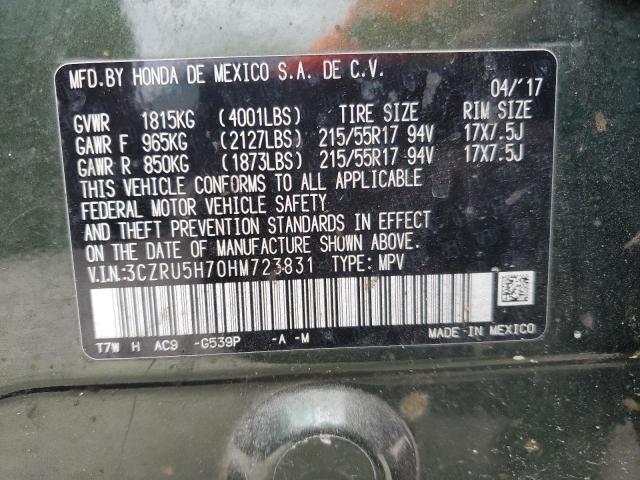 MFD. BY HONDA DE MEXICO S.A. DE C.V.
04/'17
GVWR 1815KG (4001LBS) TIRE SIZE RIM SIZE
GAWR F 965KG (2127LBS) 215/55R17 94V 17X7.5J
GAWR R 850KG (1873LBS) 215/55R17 94V 17X7.5J
THIS VEHICLE CONFORMS TO ALL APPLICABLE
FEDERAL MOTOR VEHICLE SAFETY
AND THEFT PREVENTION STANDARDS IN EFFECT
ON THE DATE OF MANUFACTURE SHOWN ABOVE.
V.I.N.:3CZRU5H70HM723831 TYPE: MPV
T7W H AC9 -G539P -A -M MADE IN MEXICO